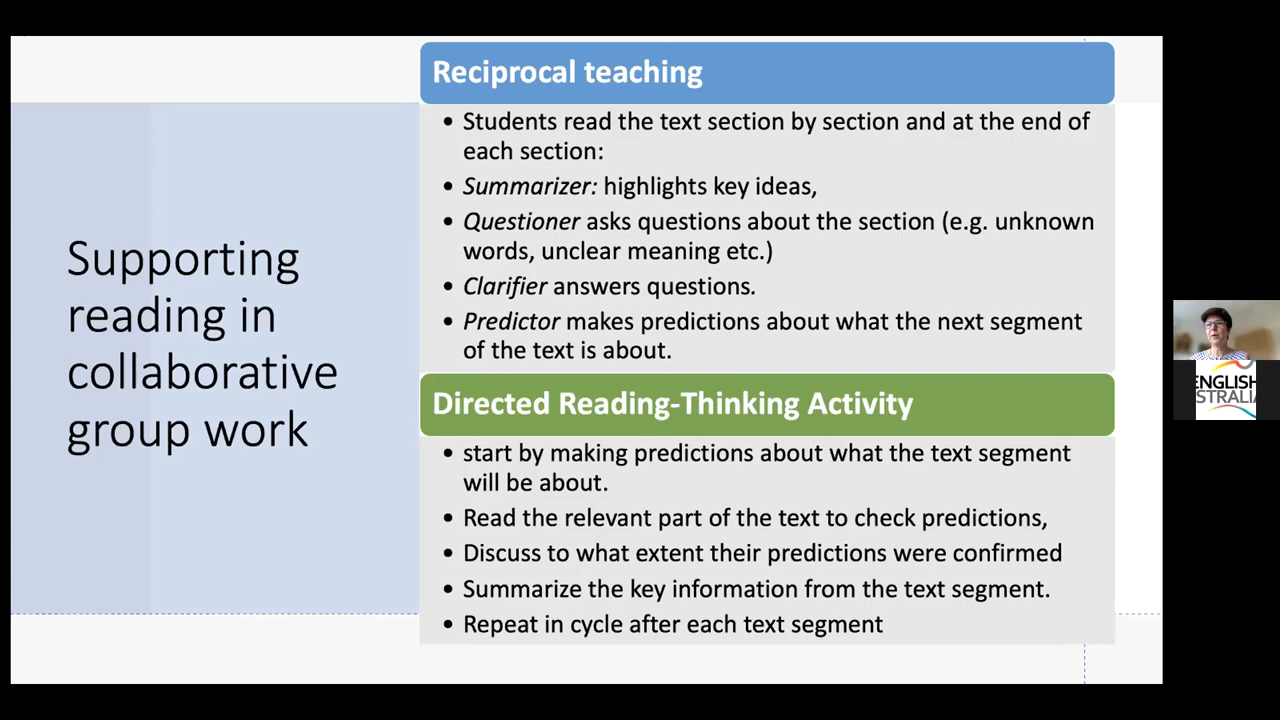 Supporting
reading in
collaborative
group work
Reciprocal teaching
• Students read the text section by section and at the end of
each section:
• Summarizer: highlights key ideas,
• Questioner asks questions about the section (e.g. unknown
words, unclear meaning etc.)
• Clarifier answers questions.
• Predictor makes predictions about what the next segment
of the text is about.
Directed Reading-Thinking Activity
• start by making predictions about what the text segment
will be about.
• Read the relevant part of the text to check predictions,
• Discuss to what extent their predictions were confirmed
• Summarize the key information from the text segment.
• Repeat in cycle after each text segment
ENGLISH
STRALIA